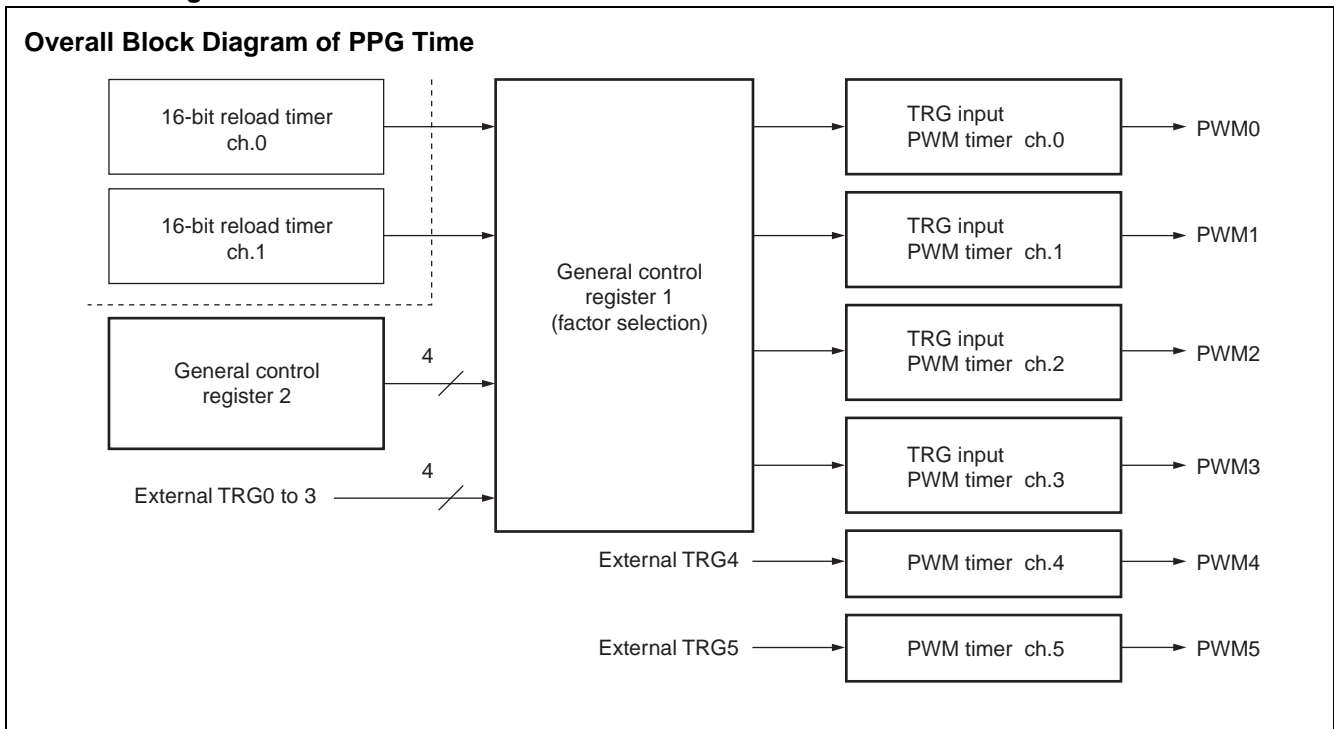 Overall Block Diagram of PPG Time
16-bit reload timer
ch.0
16-bit reload timer
ch.1
General control
register 2
4
External TRG0 to 3
4
General control
register 1
(factor selection)
TRG input
PWM timer ch.0
PWM0
TRG input
PWM timer ch.1
PWM1
TRG input
PWM timer ch.2
PWM2
TRG input
PWM timer ch.3
PWM3
External TRG4
PWM timer ch.4
PWM4
External TRG5
PWM timer ch.5
PWM5